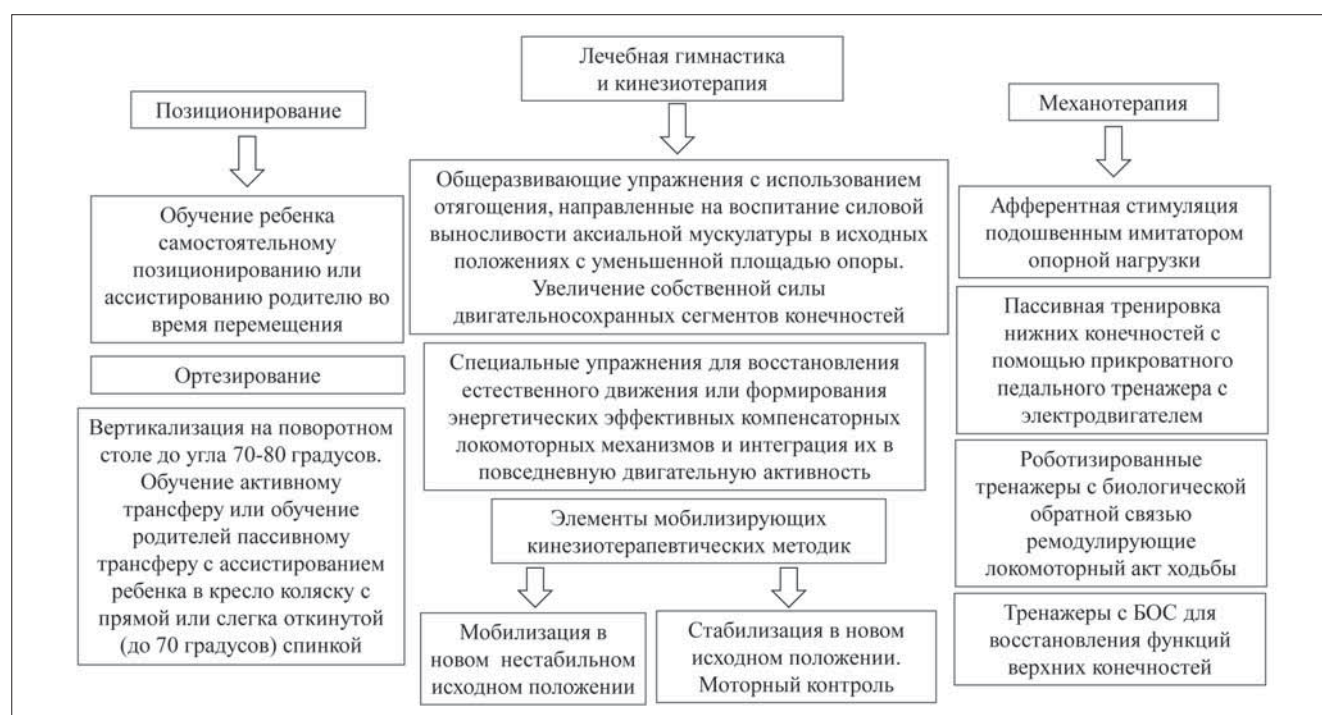 Позиционирование
Обучение ребенка
самостоятельному
позиционированию или
ассистированию родителю во
время перемещения
Ортезирование
Вертикализация на поворотном
столе до угла 70-80 градусов.
Обучение активному
трансферу или обучение
родителей пассивному
трансферу с ассистированием
ребенка в кресло коляску с
прямой или слегка откинутой
(до 70 градусов) спинкой
Лечебная гимнастика
и кинезиотерапия
Общеразвивающие упражнения с использованием
отягощения, направленные на воспитание силовой
выносливости аксиальной мускулатуры в исходных
положениях с уменьшенной площадью опоры.
Увеличение собственной силы
двигательносохранных сегментов конечностей
Специальные упражнения для восстановления
естественного движения или формирования
энергетических эффективных компенсаторных
локомоторных механизмов и интеграция их в
повседневную двигательную активность
Элементы мобилизирующих
кинезиотерапевтических методик
Мобилизация в
новом нестабильном
исходном положении
Стабилизация в новом
исходном положении.
Моторный контроль
Механотерапия
Афферентная стимуляция
подошвенным имитатором
опорной нагрузки
Пассивная тренировка
нижних конечностей с
помощью прикроватного
педального тренажера с
электродвигателем
Роботизированные
тренажеры с биологической
обратной связью
ремодулирующие
локомоторный акт ходьбы
Тренажеры с БОС для
восстановления функций
верхних конечностей